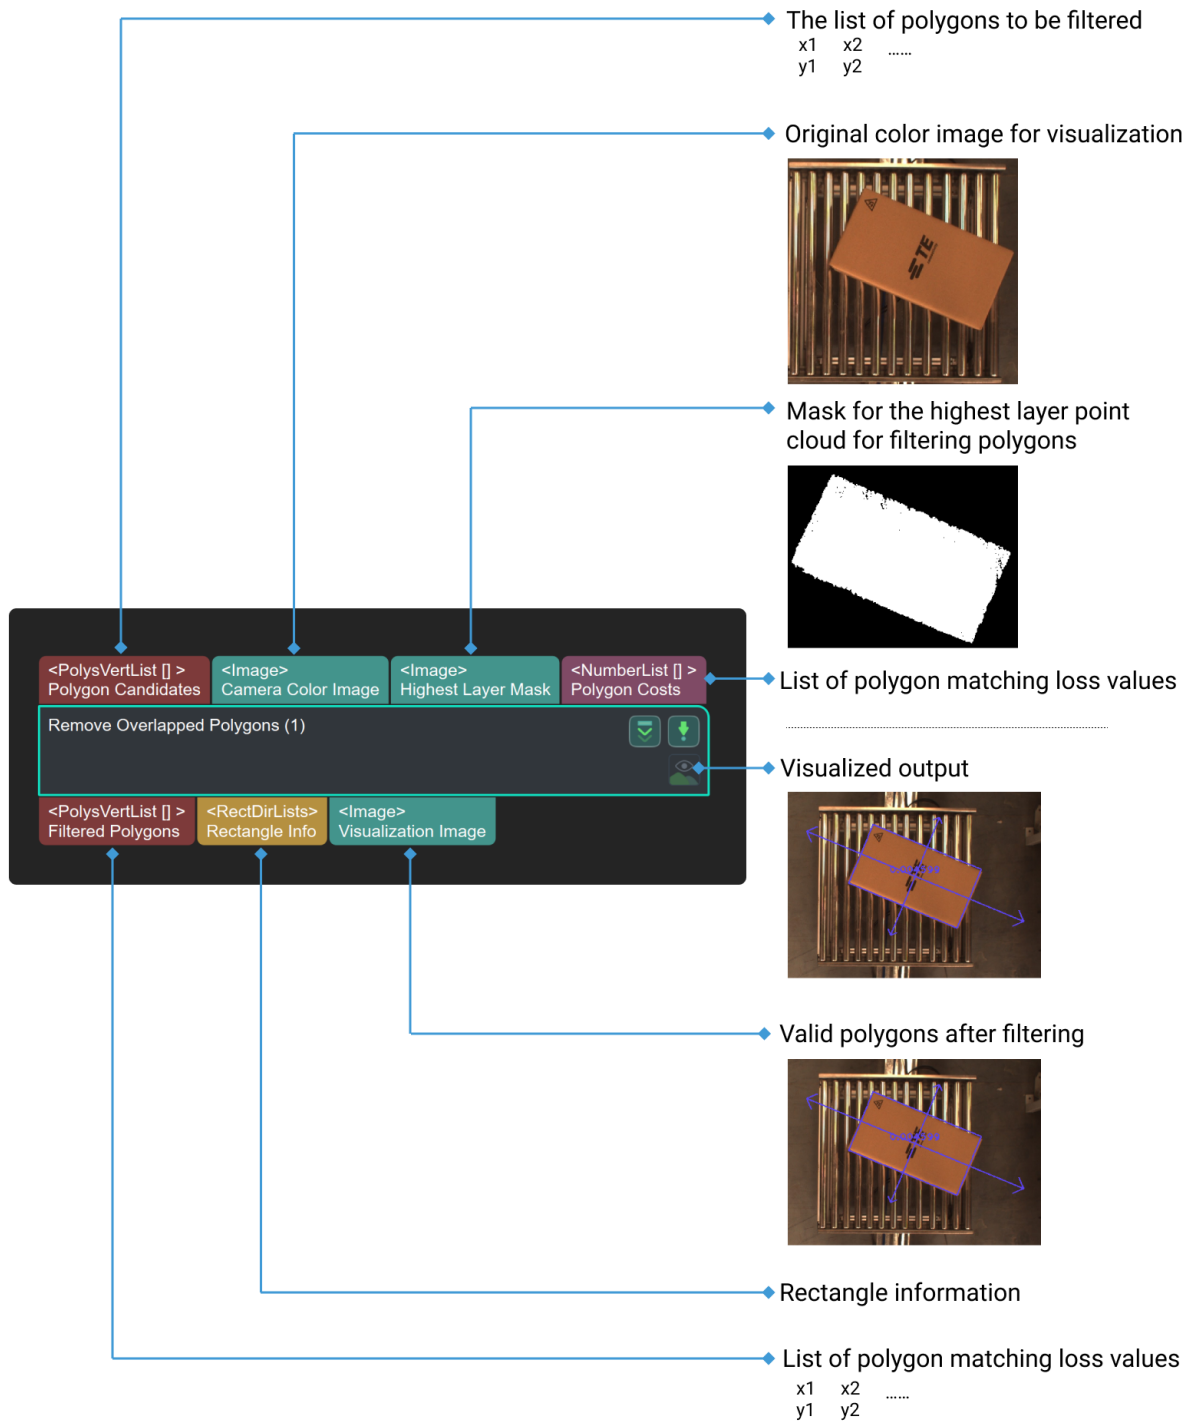 The list of polygons to be filtered
x1 x2 ......
y1 y2
Original color image for visualization
TE
Mask for the highest layer point
cloud for filtering polygons
<PolysVertList [] >
Polygon Candidates
<Image>
Camera Color Image
<Image>
Highest Layer Mask
<NumberList [] >
Polygon Costs
List of polygon matching loss values
Remove Overlapped Polygons (1)
Visualized output
<PolysVertList [] >
Filtered Polygons
<RectDirLists>
Rectangle Info
<Image>
Visualization Image
Valid polygons after filtering
Rectangle information
List of polygon matching loss values
x1 x2 ......
y1 y2